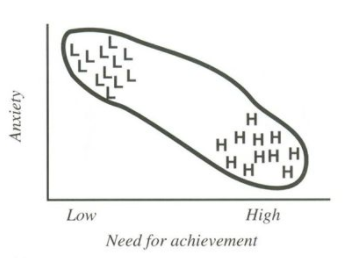 Anxiety
L
L L L
L L
L L
L L L
L
H
H H H H
H H H H
H H
Low High
Need for achievement